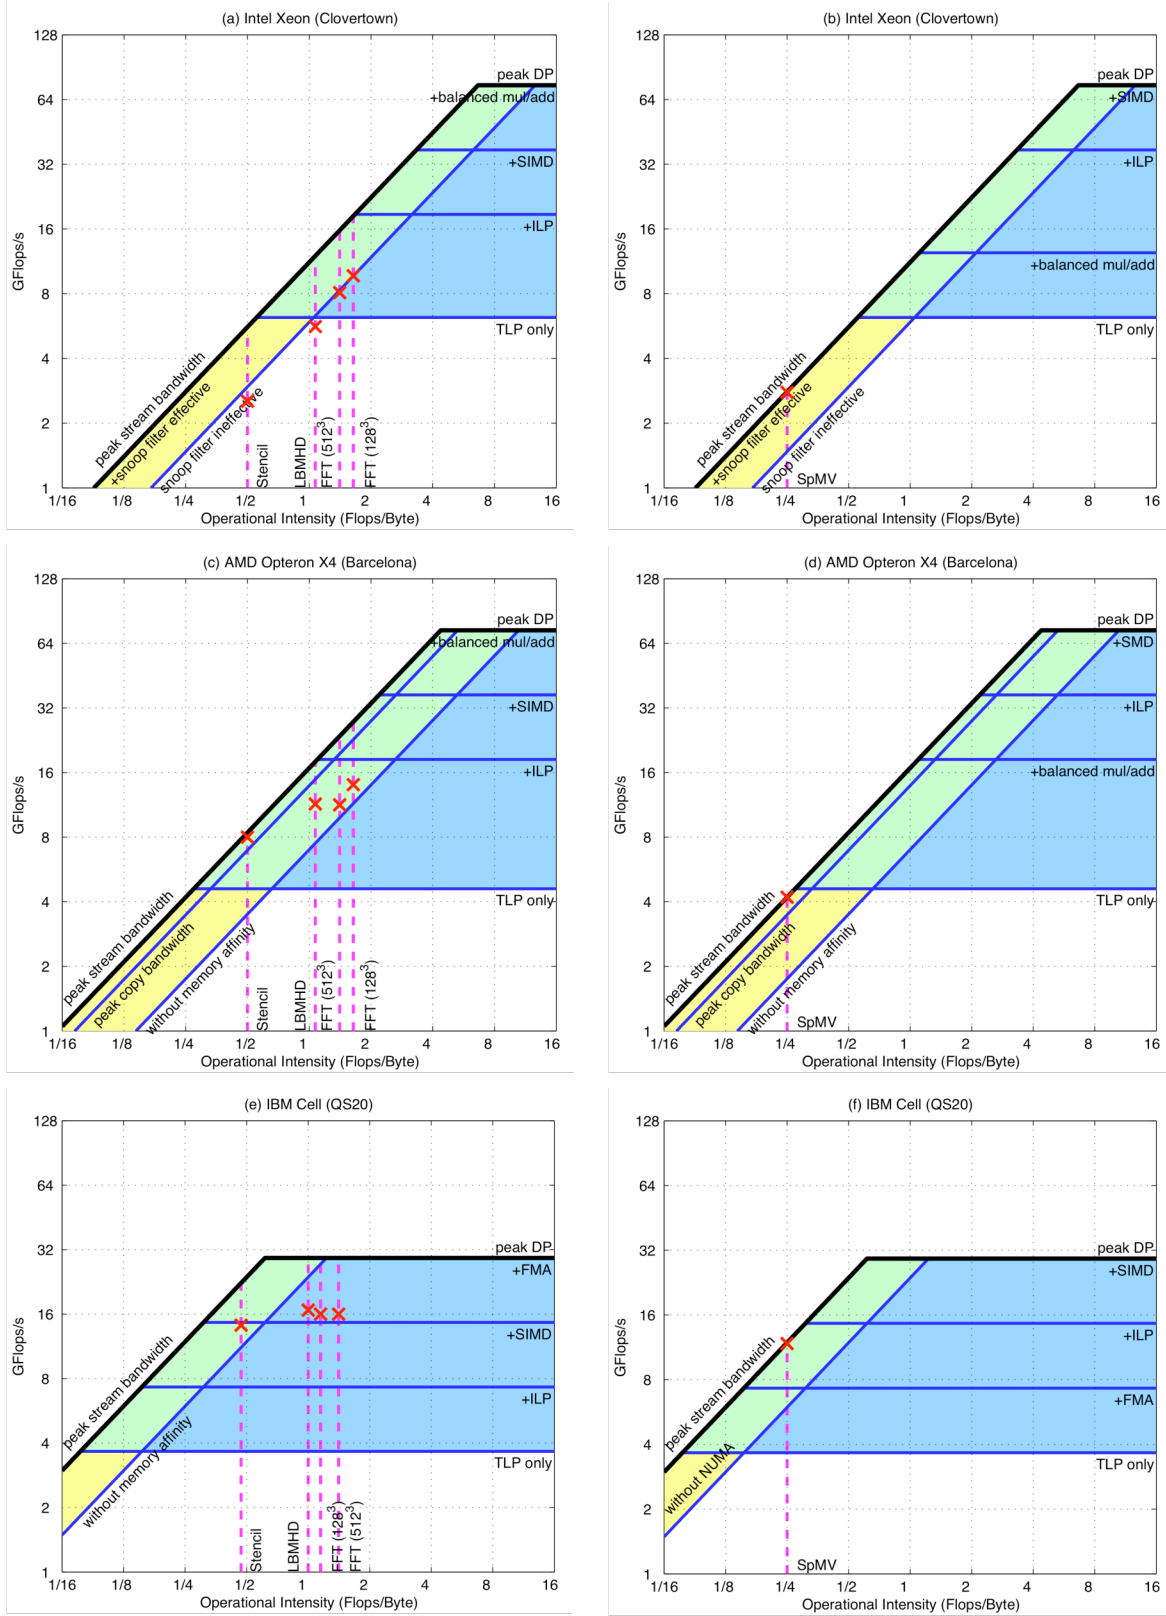 (a) Intel Xeon (Clovertown)
128
64
32
16
8
4
2
1
GFlops/s
peak DP
+balanced mul/add
+SIMD
+ILP
TLP only
peak stream bandwidth
+snoop filter effective
snoop filter ineffective
Stencil
LBMHD
FFT (512³)
FFT (128³)
1/16 1/8 1/4 1/2 1 2 4 8 16
Operational Intensity (Flops/Byte)
(b) Intel Xeon (Clovertown)
128
64
32
16
8
4
2
1
GFlops/s
peak DP
+SIMD
+ILP
+balanced mul/add
TLP only
peak stream bandwidth
+snoop filter effective
snoop filter ineffective
SpMV
1/16 1/8 1/4 1/2 1 2 4 8 16
Operational Intensity (Flops/Byte)
(c) AMD Opteron X4 (Barcelona)
128
64
32
16
8
4
2
1
GFlops/s
peak DP
+balanced mul/add
+SIMD
+ILP
TLP only
peak stream bandwidth
peak copy bandwidth
without memory affinity
Stencil
LBMHD
FFT (512³)
FFT (128³)
1/16 1/8 1/4 1/2 1 2 4 8 16
Operational Intensity (Flops/Byte)
(d) AMD Opteron X4 (Barcelona)
128
64
32
16
8
4
2
1
GFlops/s
peak DP
+SMD
+ILP
+balanced mul/add
TLP only
peak stream bandwidth
peak copy bandwidth
without memory affinity
SpMV
1/16 1/8 1/4 1/2 1 2 4 8 16
Operational Intensity (Flops/Byte)
(e) IBM Cell (QS20)
128
64
32
16
8
4
2
1
GFlops/s
peak DP
+FMA
+SIMD
+ILP
TLP only
peak stream bandwidth
without memory affinity
Stencil
LBMHD
FFT (128³)
FFT (512³)
1/16 1/8 1/4 1/2 1 2 4 8 16
Operational Intensity (Flops/Byte)
(f) IBM Cell (QS20)
128
64
32
16
8
4
2
1
GFlops/s
peak DP
+SIMD
+ILP
+FMA
TLP only
peak stream bandwidth
without NUMA
SpMV
1/16 1/8 1/4 1/2 1 2 4 8 16
Operational Intensity (Flops/Byte)